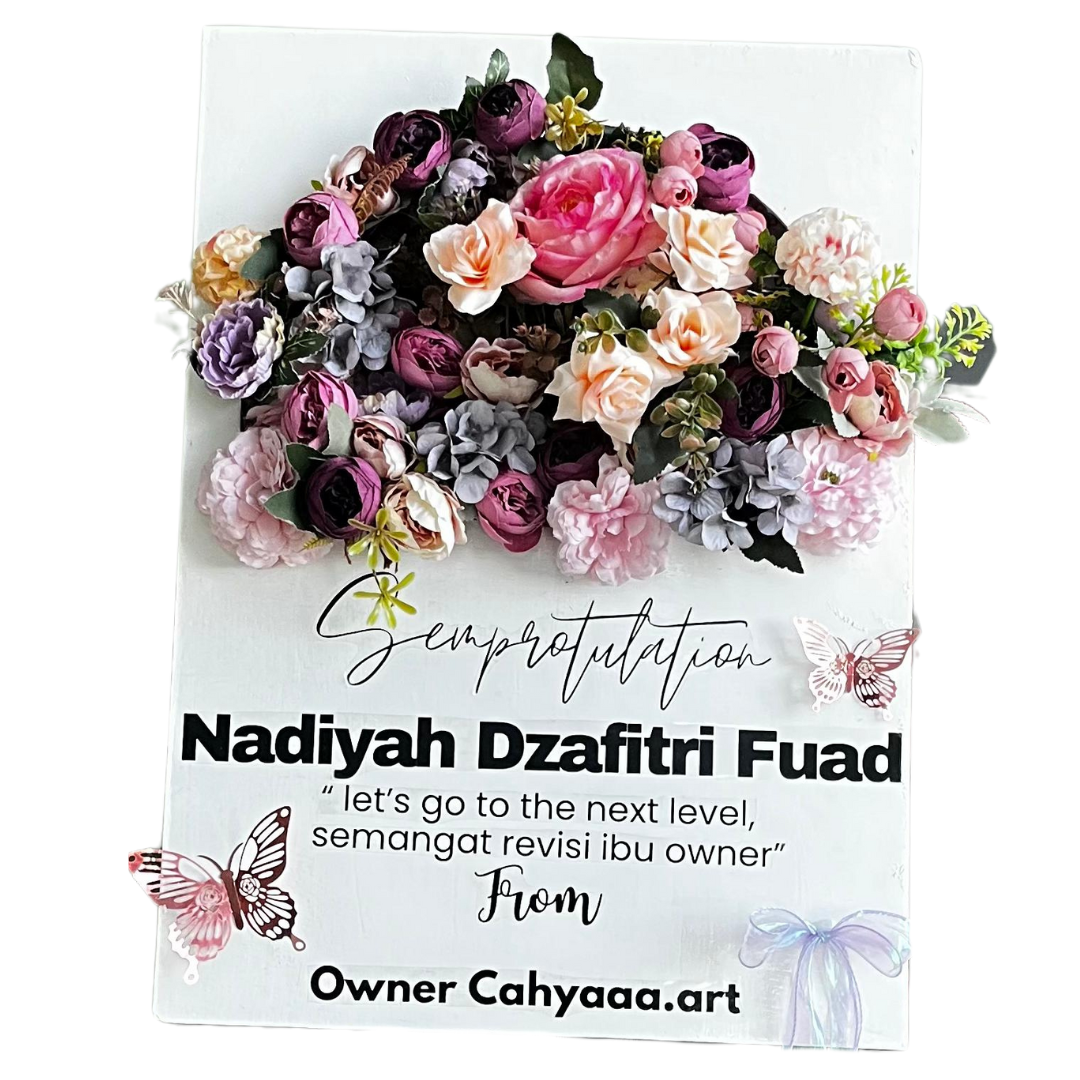 Semprotulation
Nadiyah Dzafitri Fuad
“ let’s go to the next level,
semangat revisi ibu owner”
From
Owner Cahyaaa.art